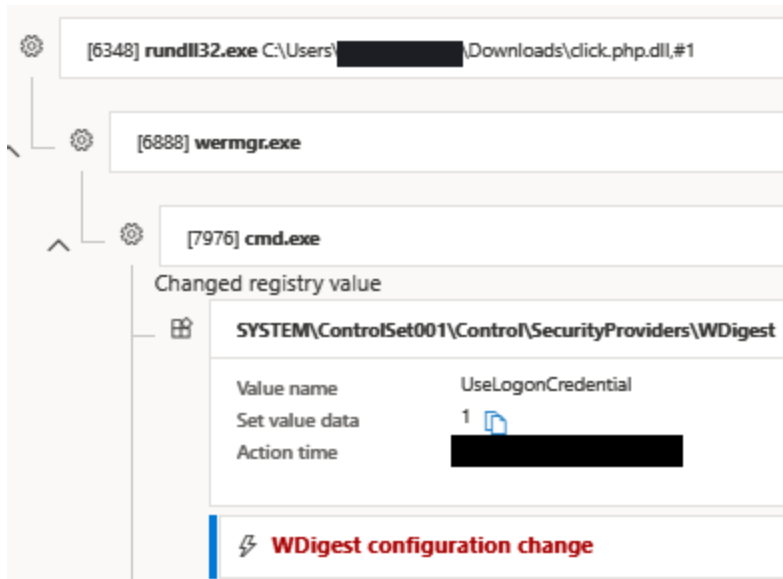 [6348] rundll32.exe C:\Users\ \Downloads\click.php.dll,#1
[6888] wermgr.exe
[7976] cmd.exe
Changed registry value
SYSTEM\ControlSet001\Control\SecurityProviders\WDigest
Value name UseLogonCredential
Set value data 1
Action time
WDigest configuration change